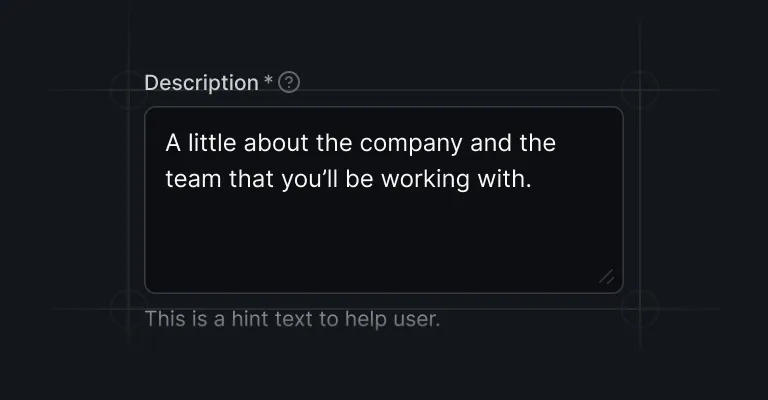 Description * ?
A little about the company and the
team that you’ll be working with.
This is a hint text to help user.